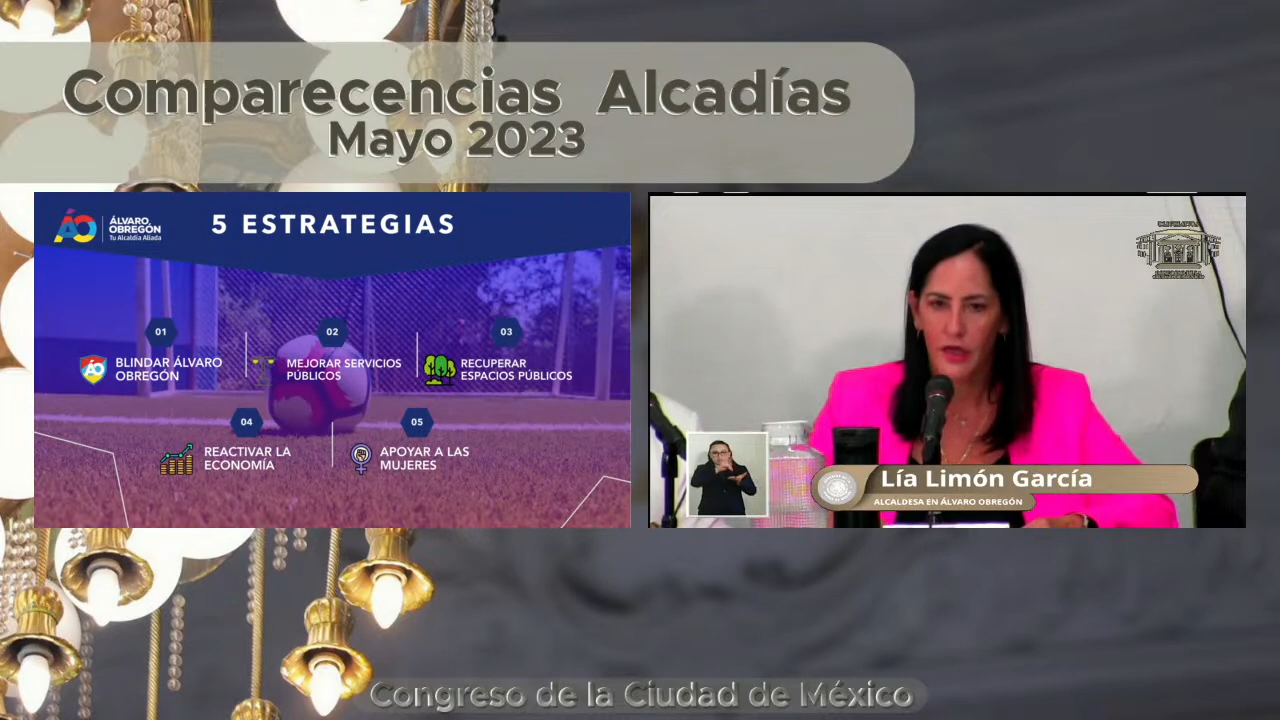 Comparecencias Alcadías
Mayo 2023
ÁO
ÁLVARO
OBREGÓN
Tu Alcaldía Aliada
5 ESTRATEGIAS
01
BLINDAR ÁLVARO
OBREGÓN
02
MEJORAR SERVICIOS
PÚBLICOS
03
RECUPERAR
ESPACIOS PÚBLICOS
04
REACTIVAR LA
ECONOMÍA
05
APOYAR A LAS
MUJERES
Lía Limón García
ALCALDESA EN ÁLVARO OBREGÓN
Congreso de la Ciudad de México